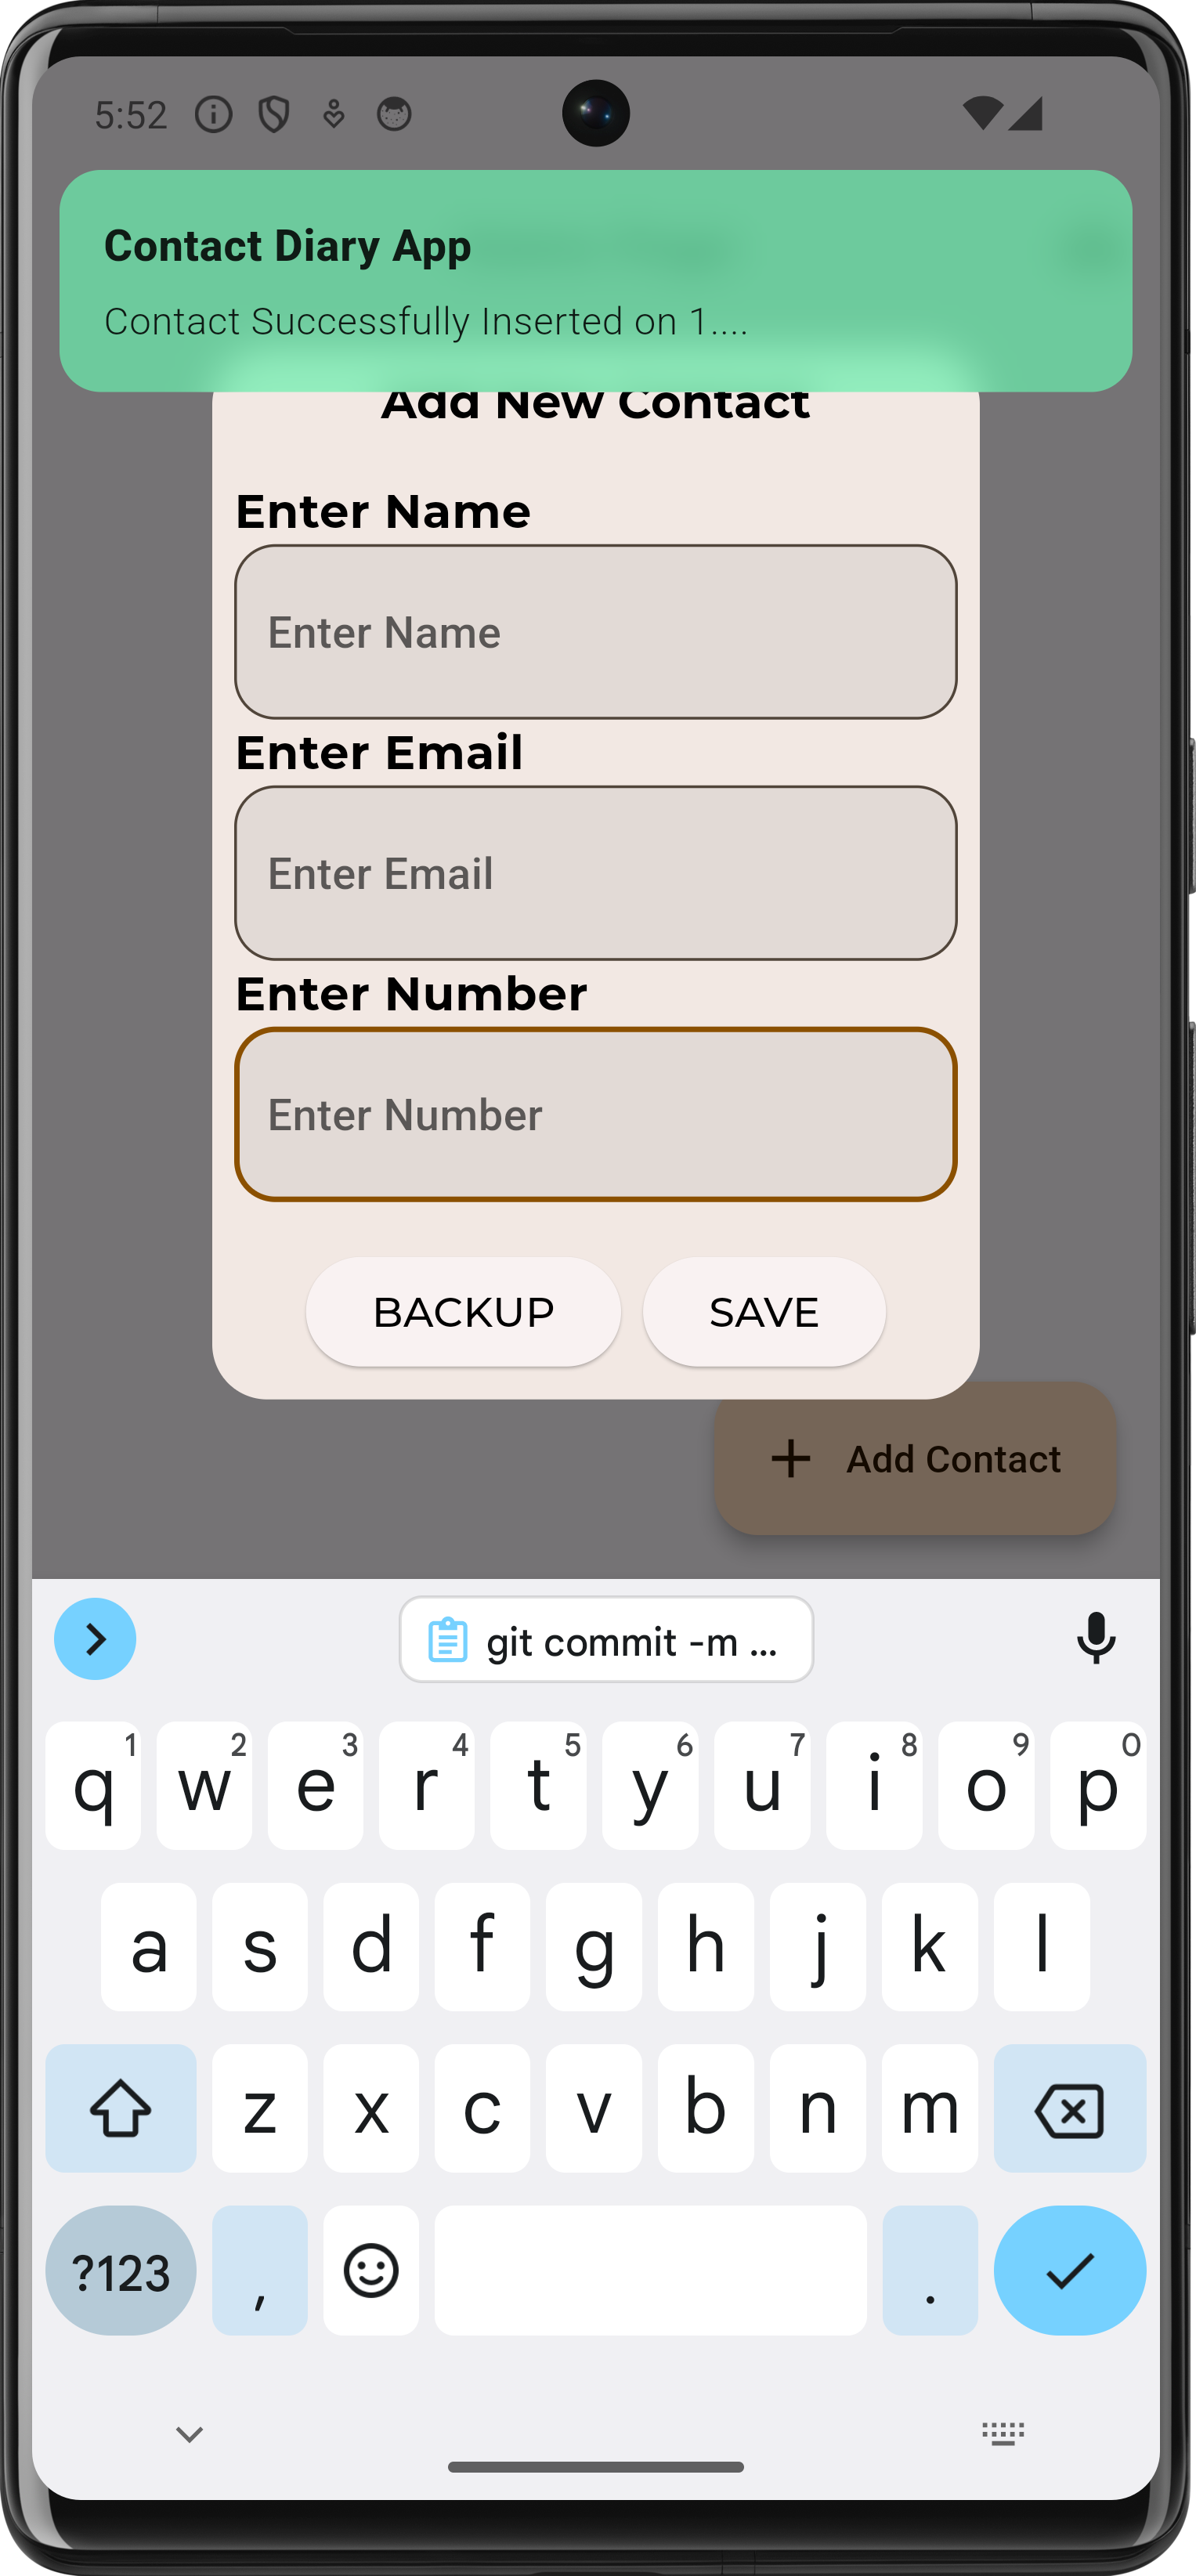 5:52
Contact Diary App
Contact Successfully Inserted on 1....
Add New Contact
Enter Name
Enter Name
Enter Email
Enter Email
Enter Number
Enter Number
BACKUP SAVE
+ Add Contact
git commit -m ...
1 2 3 4 5 6 7 8 9 0
q w e r t y u i o p
a s d f g h j k l
z x c v b n m
?123 , .